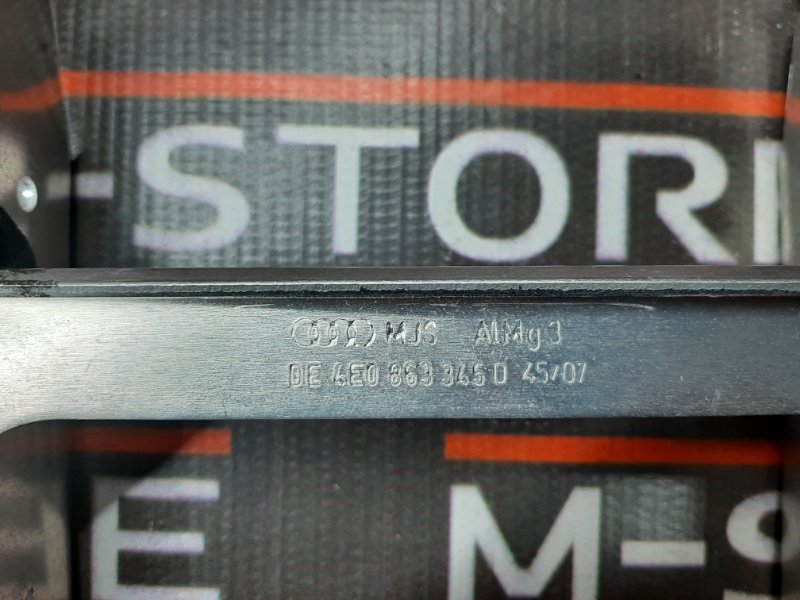 -STOR
MJS AlMg3
DE 4E0 863 345 D 45/07
E M-S